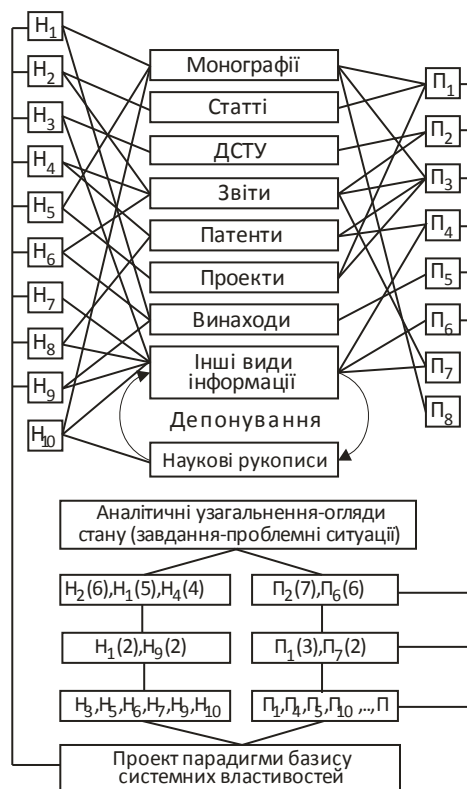 Н1
Н2
Н3
Н4
Н5
Н6
Н7
Н8
Н9
Н10
Монографії
Статті
ДСТУ
Звіти
Патенти
Проекти
Винаходи
Інші види
інформації
Депонування
Наукові рукописи
П1
П2
П3
П4
П5
П6
П7
П8
Аналітичні узагальнення-огляди
стану (завдання-проблемні ситуації)
Н2(6),Н1(5),Н4(4)
П2(7),П6(6)
Н1(2),Н9(2)
П1(3),П7(2)
Н3,Н5,Н6,Н7,Н9,Н10
П1,П4,П5,П10,..,П
Проект парадигми базису
системних властивостей